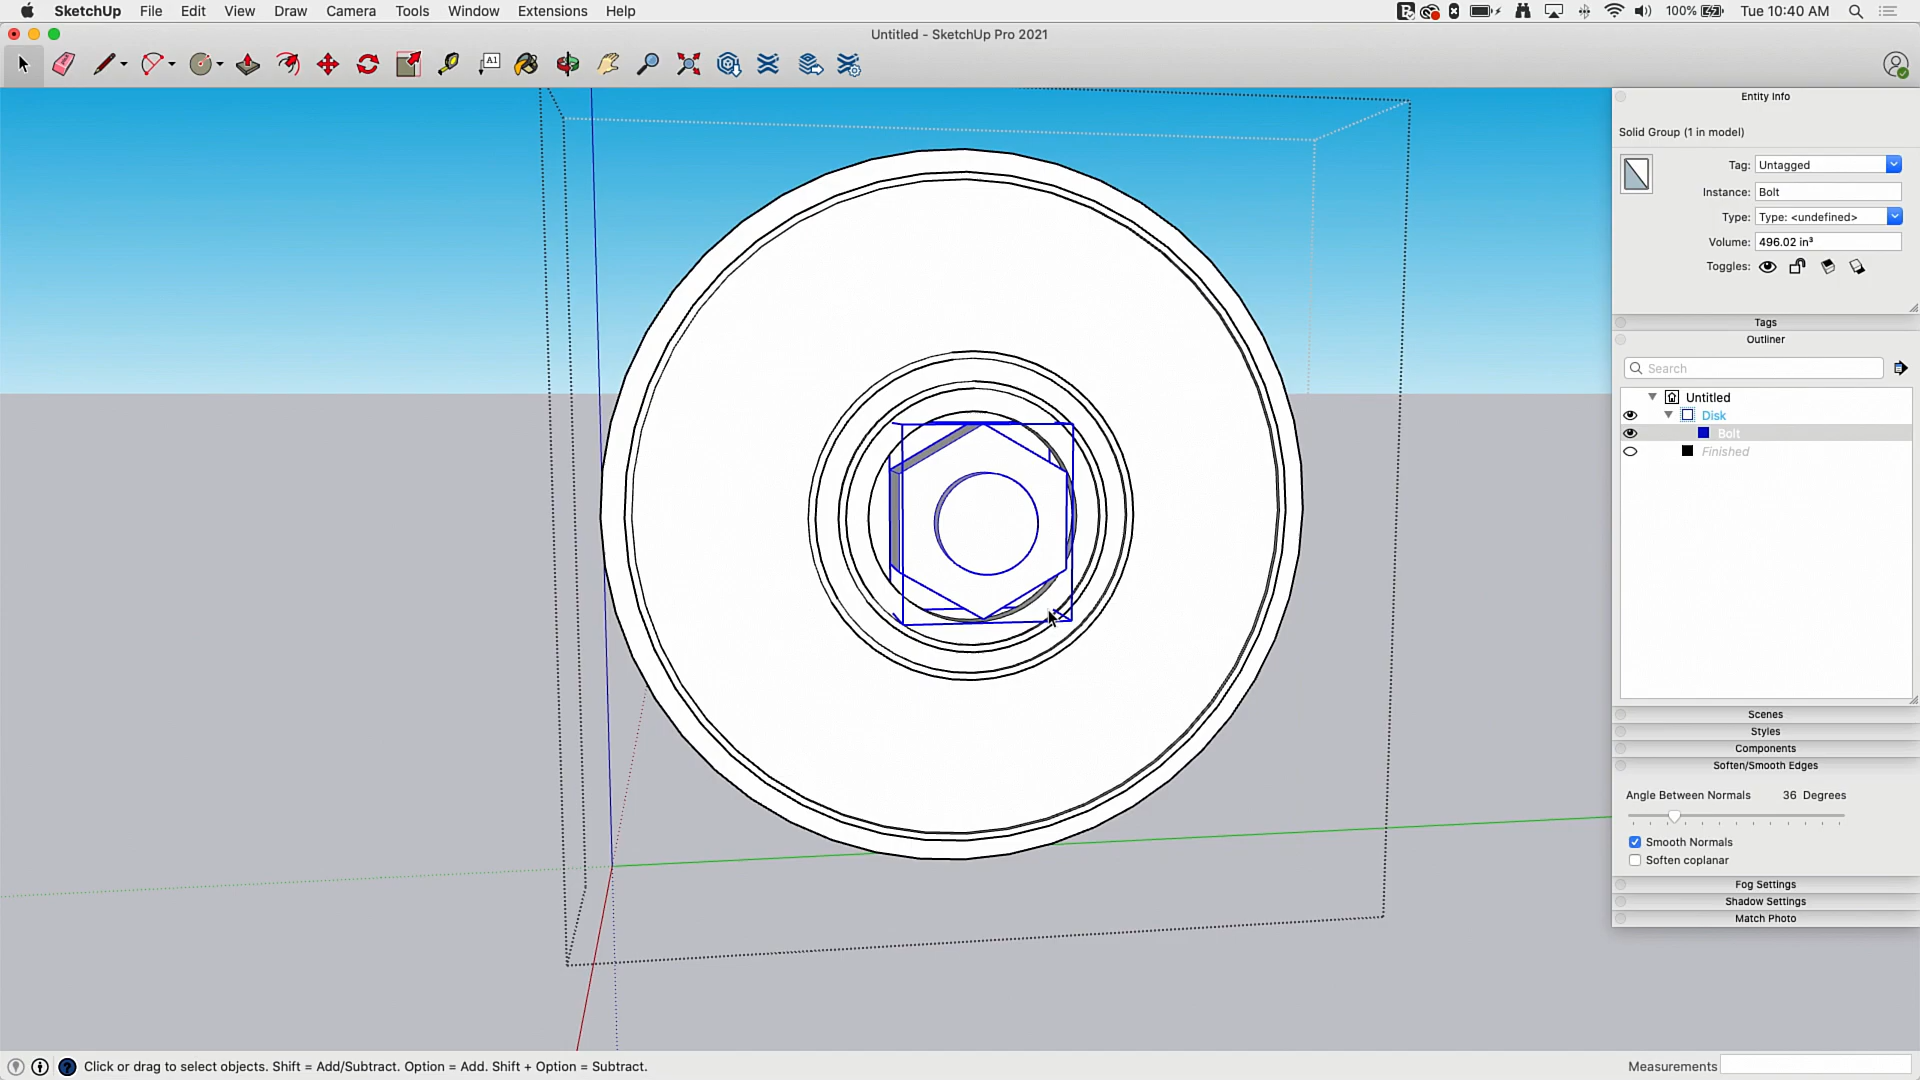 SketchUp File Edit View Draw Camera Tools Window Extensions Help 100% Tue 10:40 AM
Untitled - SketchUp Pro 2021
A1
Entity Info
Solid Group (1 in model)
Tag: Untagged
Instance: Bolt
Type: Type: <undefined>
Volume: 496.02 in³
Toggles:
Tags
Outliner
Search
Untitled
Disk
Bolt
Finished
Scenes
Styles
Components
Soften/Smooth Edges
Angle Between Normals 36 Degrees
Smooth Normals
Soften coplanar
Fog Settings
Shadow Settings
Match Photo
Click or drag to select objects. Shift = Add/Subtract. Option = Add. Shift + Option = Subtract.
Measurements